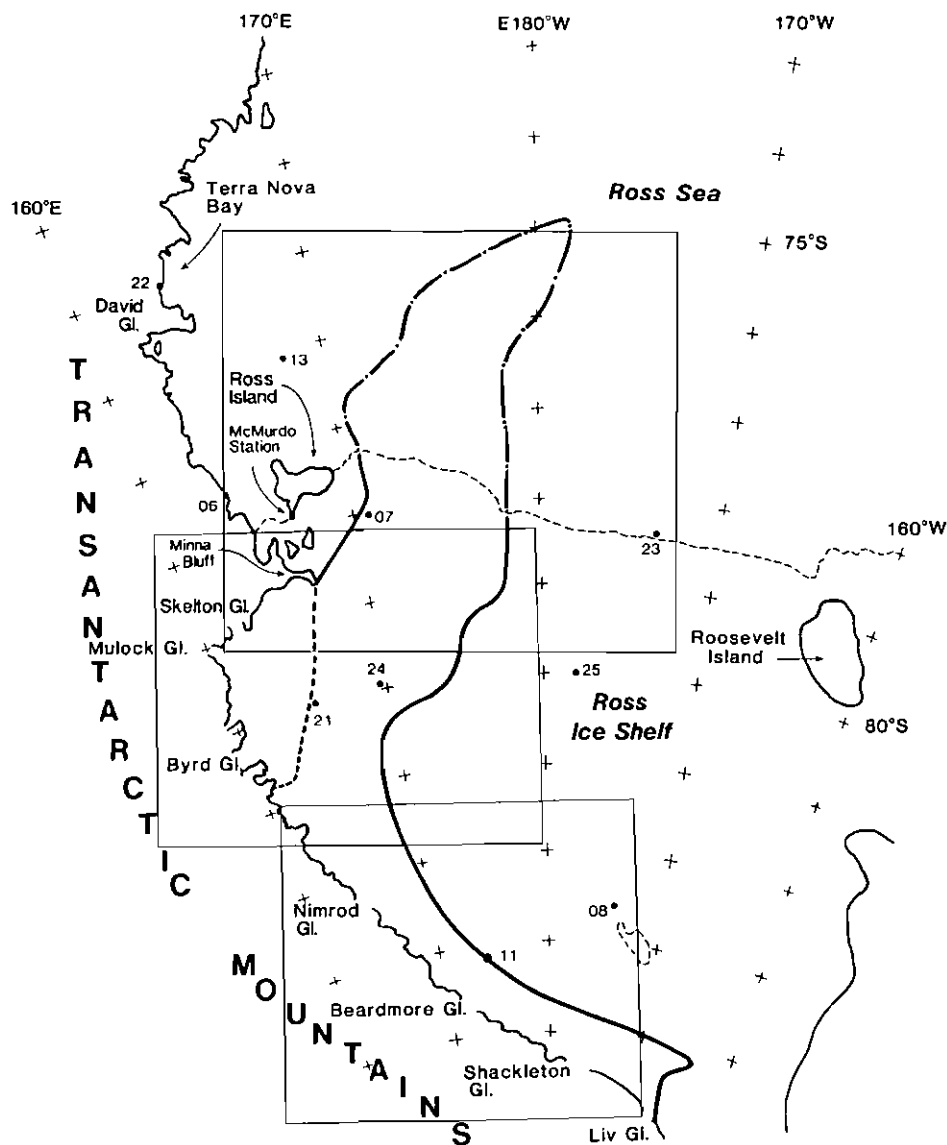 170°E
E180°W
170°W
Terra Nova
Bay
160°E
Ross Sea
75°S
22
David
Gl.
13
Ross
Island
McMurdo
Station
06
07
23
160°W
Minna
Bluff
Skelton Gl.
Mulock Gl.
Roosevelt
Island
24
25
21
Ross
Ice Shelf
80°S
Byrd Gl.
TRANSANTARCTIC
08
Nimrod
Gl.
11
MOUNTAINS
Beardmore Gl.
Shackleton
Gl.
Liv Gl.